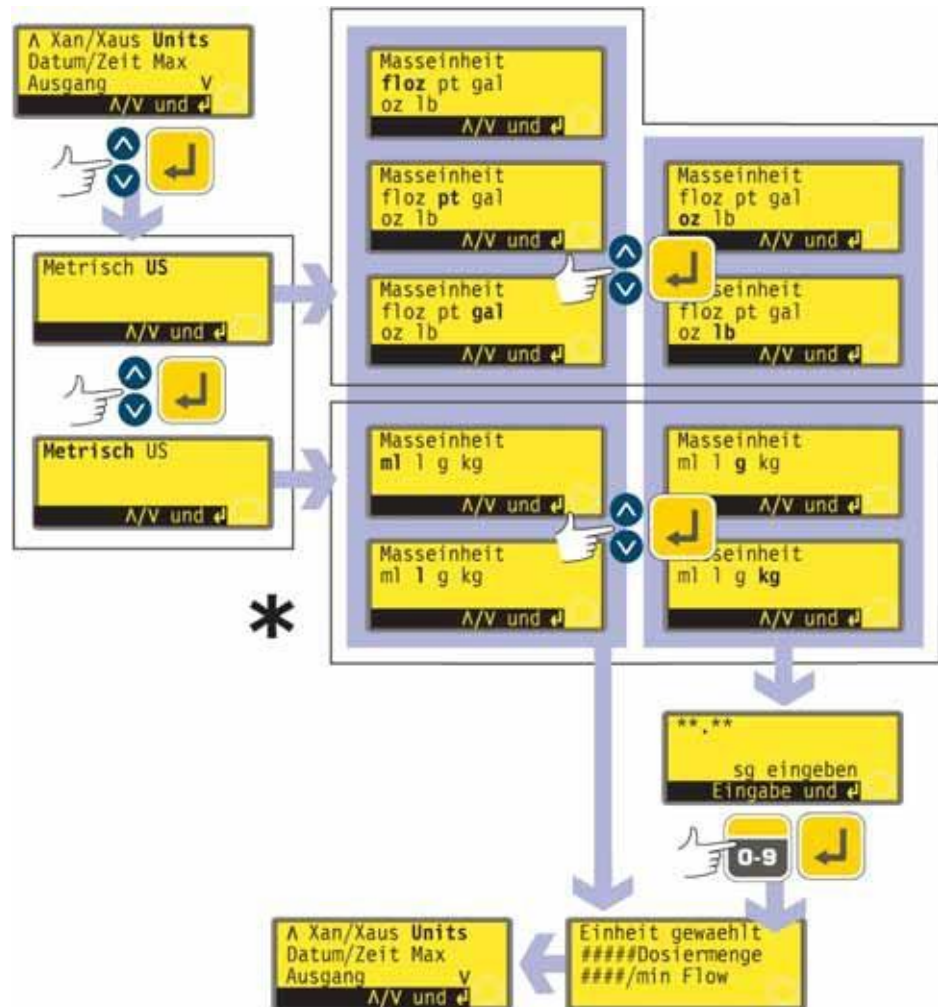 Λ Xan/Xaus Units
Datum/Zeit Max
Ausgang V
Λ/V und ↲
Metrisch US
Λ/V und ↲
Metrisch US
Λ/V und ↲
Masseinheit
floz pt gal
oz lb
Λ/V und ↲
Masseinheit
floz pt gal
oz lb
Λ/V und ↲
Masseinheit
floz pt gal
oz lb
Λ/V und ↲
Masseinheit
floz pt gal
oz lb
Λ/V und ↲
seinheit
floz pt gal
oz lb
Λ/V und ↲
Masseinheit
ml l g kg
Λ/V und ↲
Masseinheit
ml l g kg
Λ/V und ↲
Masseinheit
ml l g kg
Λ/V und ↲
seinheit
ml l g kg
Λ/V und ↲
*
**.**
sg eingeben
Eingabe und ↲
0-9
Einheit gewaehlt
#####Dosiermenge
####/min Flow
Λ Xan/Xaus Units
Datum/Zeit Max
Ausgang V
Λ/V und ↲